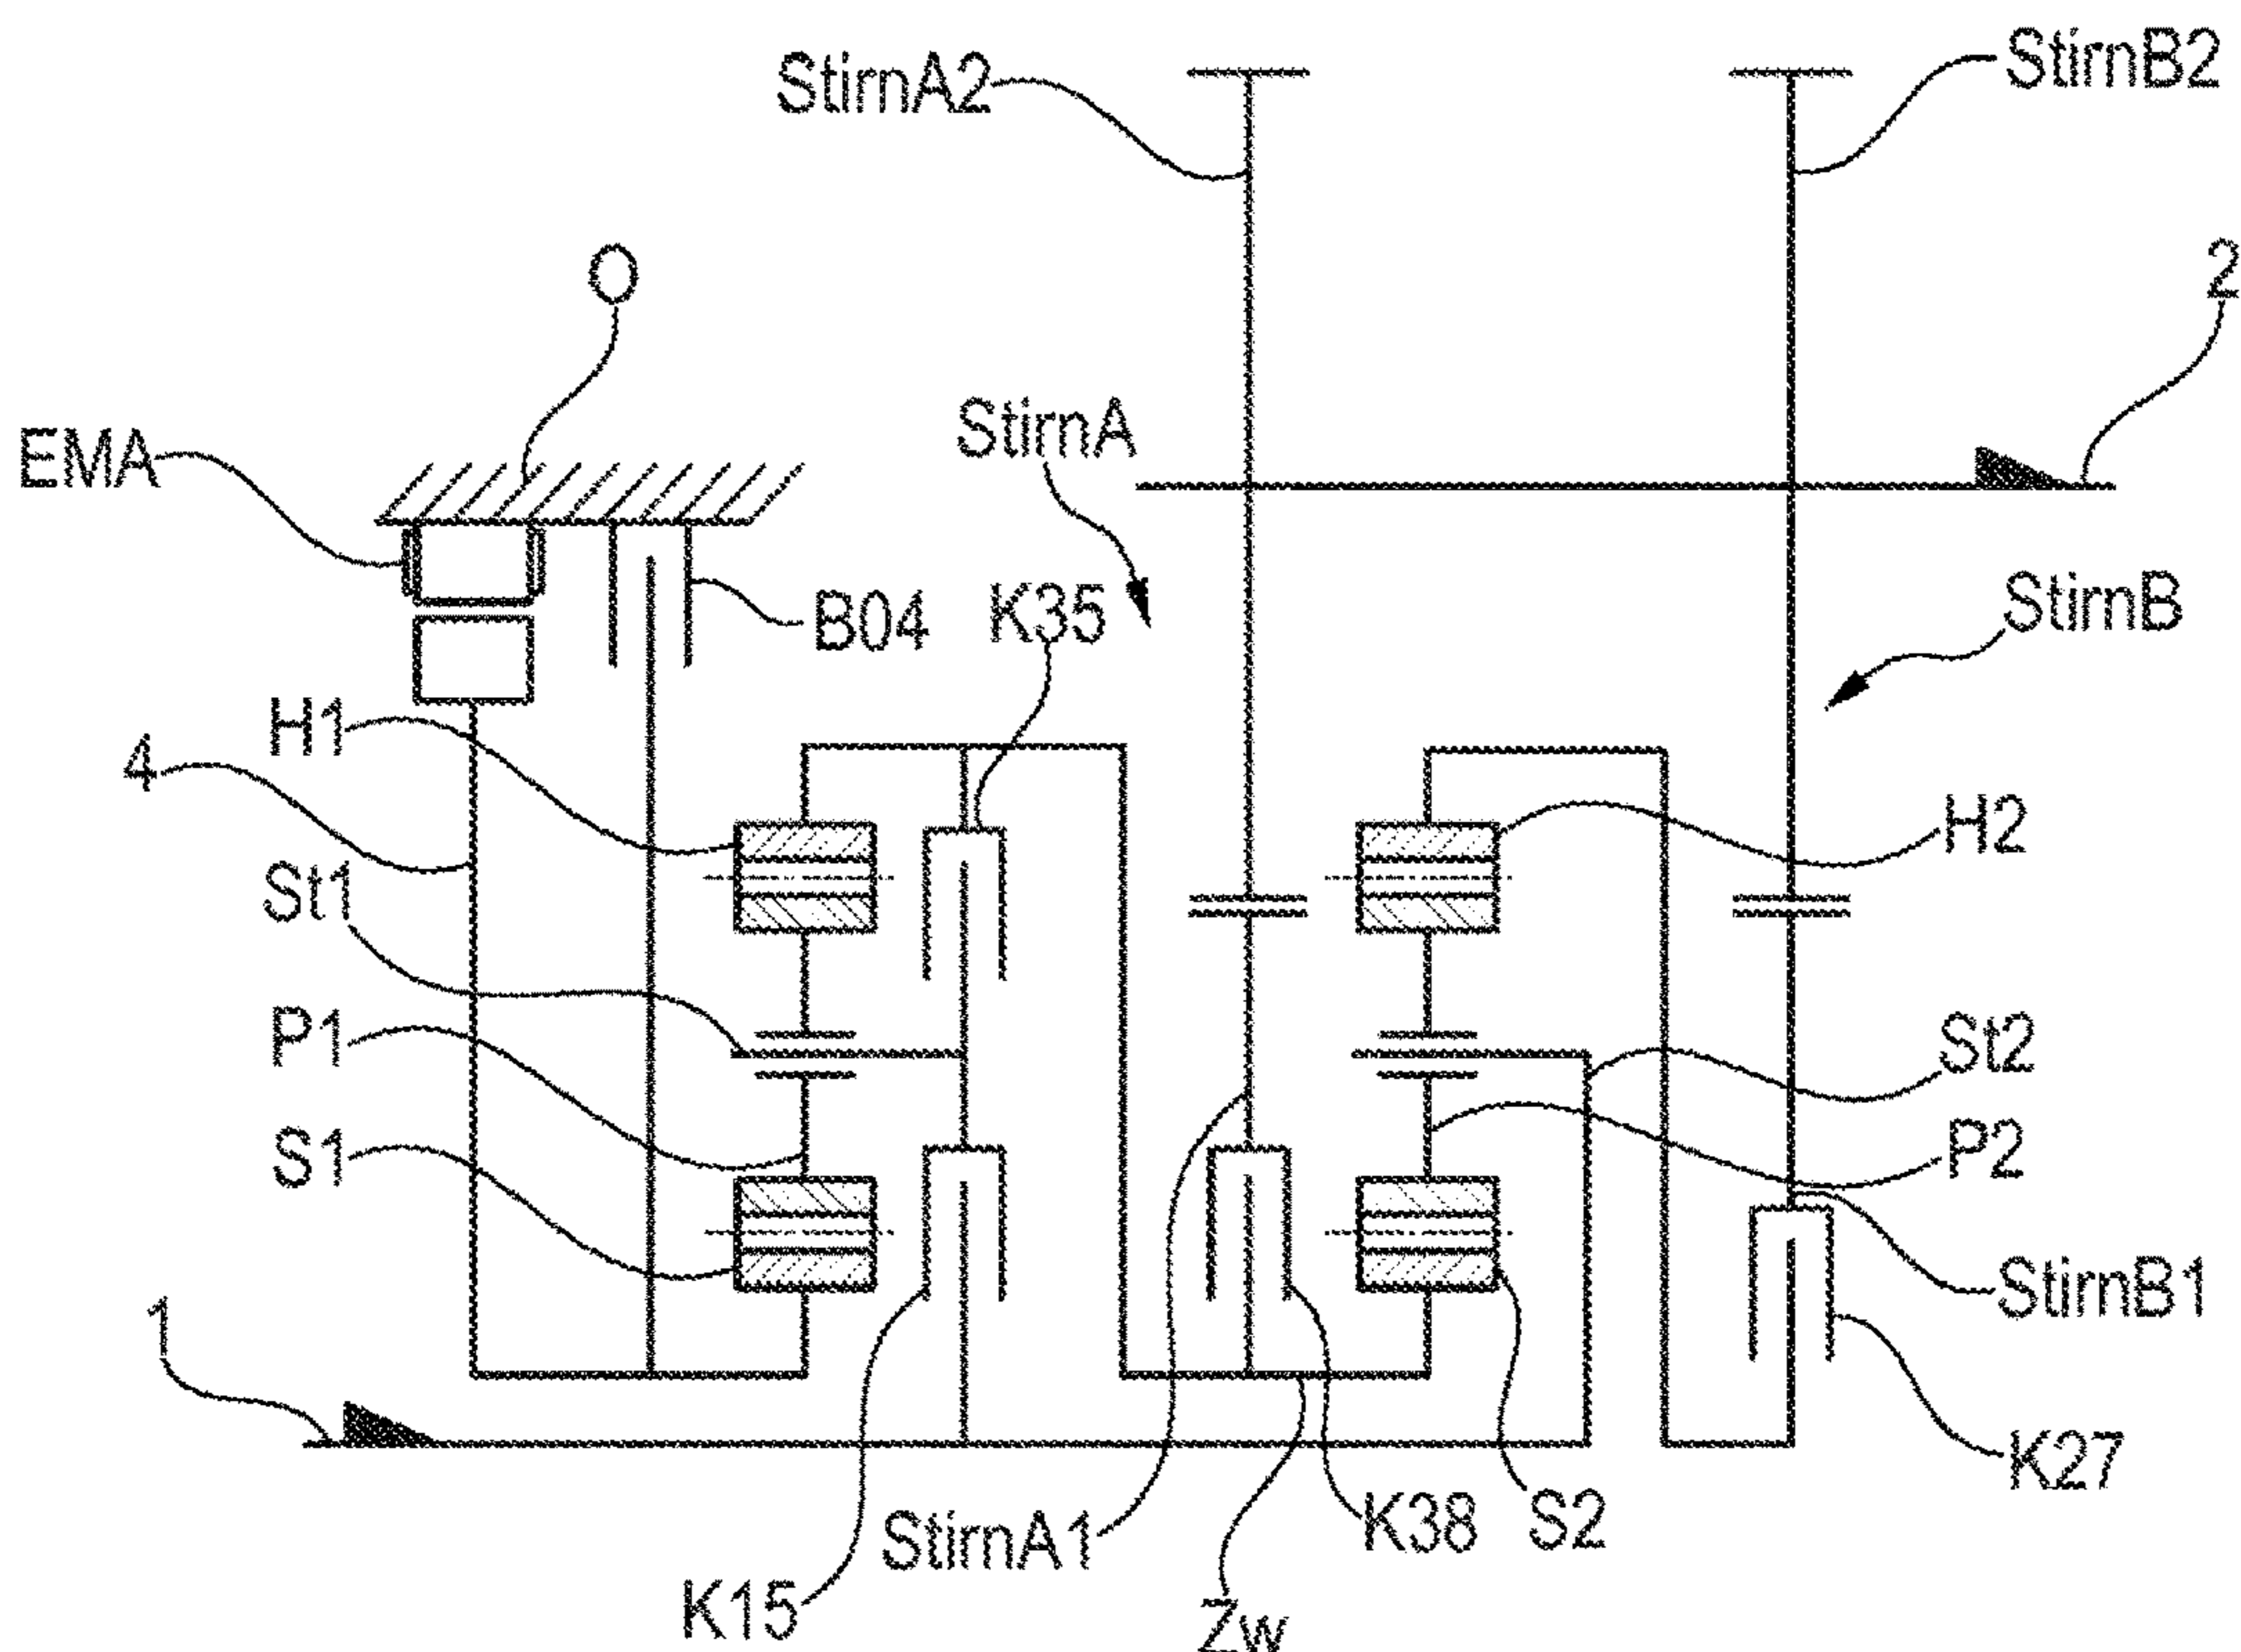 StirnA2
StirnB2
O
2
StirnA
EMA
StirnB
B04
K35
H1
4
H2
St1
P1
St2
S1
P2
1
StirnB1
K27
StirnA1
K38
S2
K15
Zw